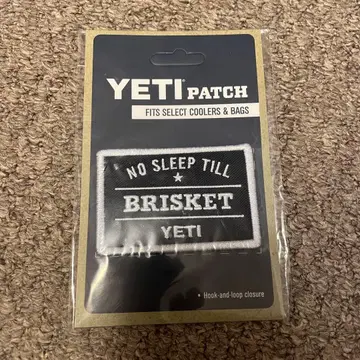 YETI® PATCH
FITS SELECT COOLERS & BAGS
NO SLEEP TILL
BRISKET
YETI
• Hook-and-loop closure